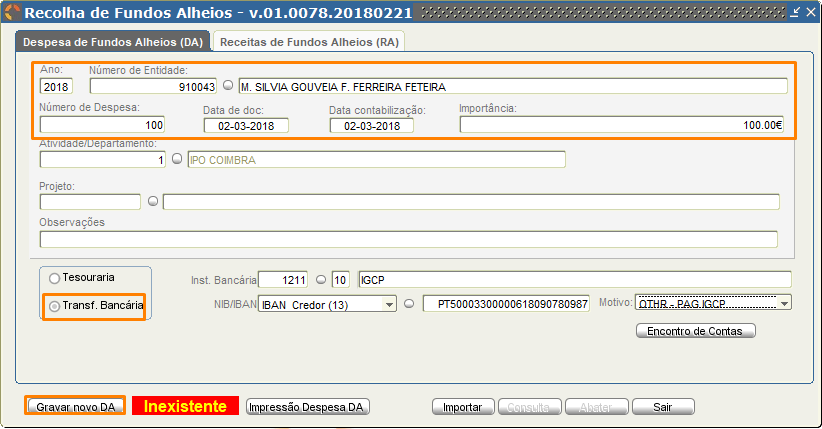 Recolha de Fundos Alheios - v.01.0078.20180221
Despesa de Fundos Alheios (DA) Receitas de Fundos Alheios (RA)
Ano: Número de Entidade:
2018 910043 M. SILVIA GOUVEIA F. FERREIRA FETEIRA
Número de Despesa: Data de doc: Data contabilização: Importância:
100 02-03-2018 02-03-2018 100.00€
Atividade/Departamento:
1 IPO COIMBRA
Projeto:
Observações
Tesouraria Inst. Bancária 1211 10 IGCP
Transf. Bancária NIB/IBAN IBAN Credor (13) PT50003300000618090780987 Motivo: OTHR - PAG.IGCP
Encontro de Contas
Gravar novo DA Inexistente Impressão Despesa DA Importar Consulte Abater Sair